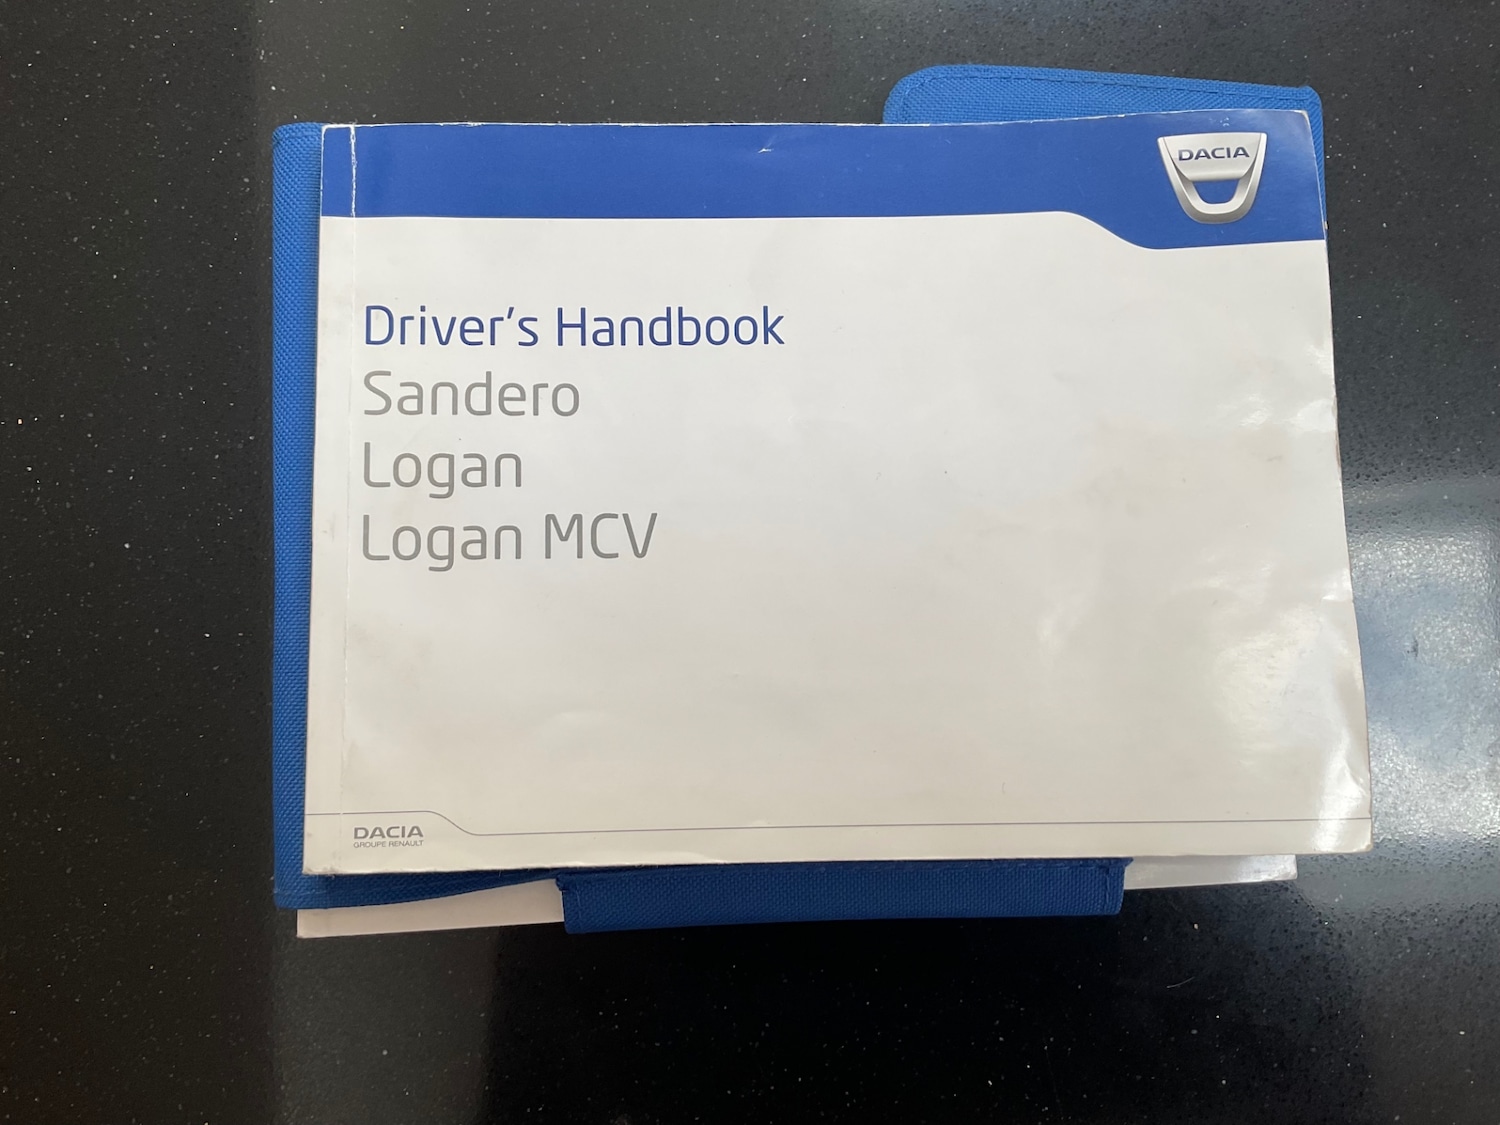 DACIA
Driver's Handbook
Sandero
Logan
Logan MCV
DACIA
GROUPE RENAULT